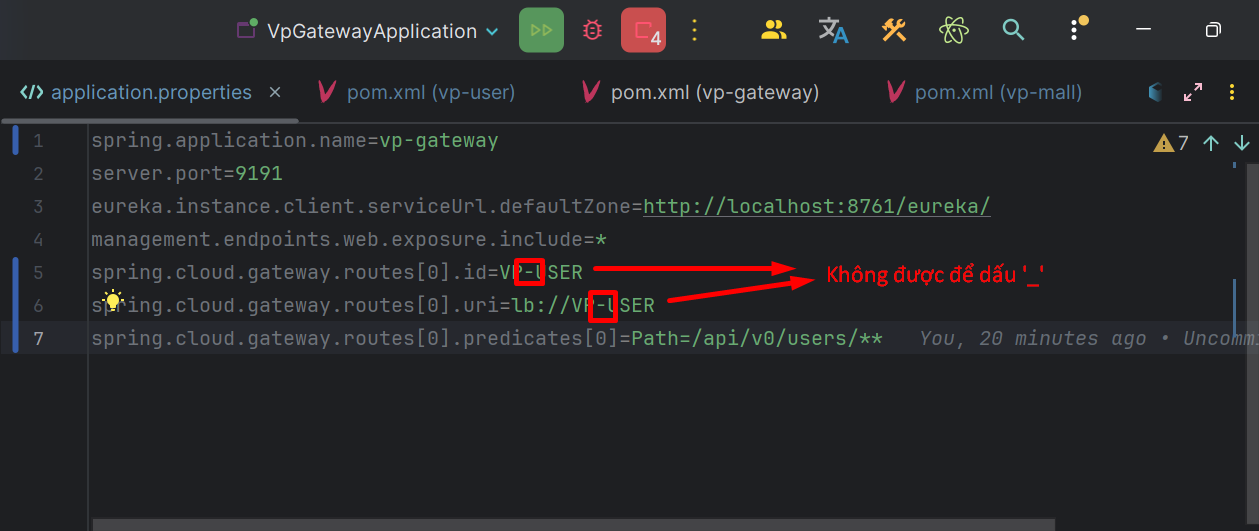 VpGatewayApplication
4
application.properties
pom.xml (vp-user)
pom.xml (vp-gateway)
pom.xml (vp-mall)
7
1 spring.application.name=vp-gateway
2 server.port=9191
3 eureka.instance.client.serviceUrl.defaultZone=http://localhost:8761/eureka/
4 management.endpoints.web.exposure.include=*
5 spring.cloud.gateway.routes[0].id=VP-USER
Không được để dấu '_'
6 spring.cloud.gateway.routes[0].uri=lb://VP-USER
7 spring.cloud.gateway.routes[0].predicates[0]=Path=/api/v0/users/** You, 20 minutes ago • Uncommi